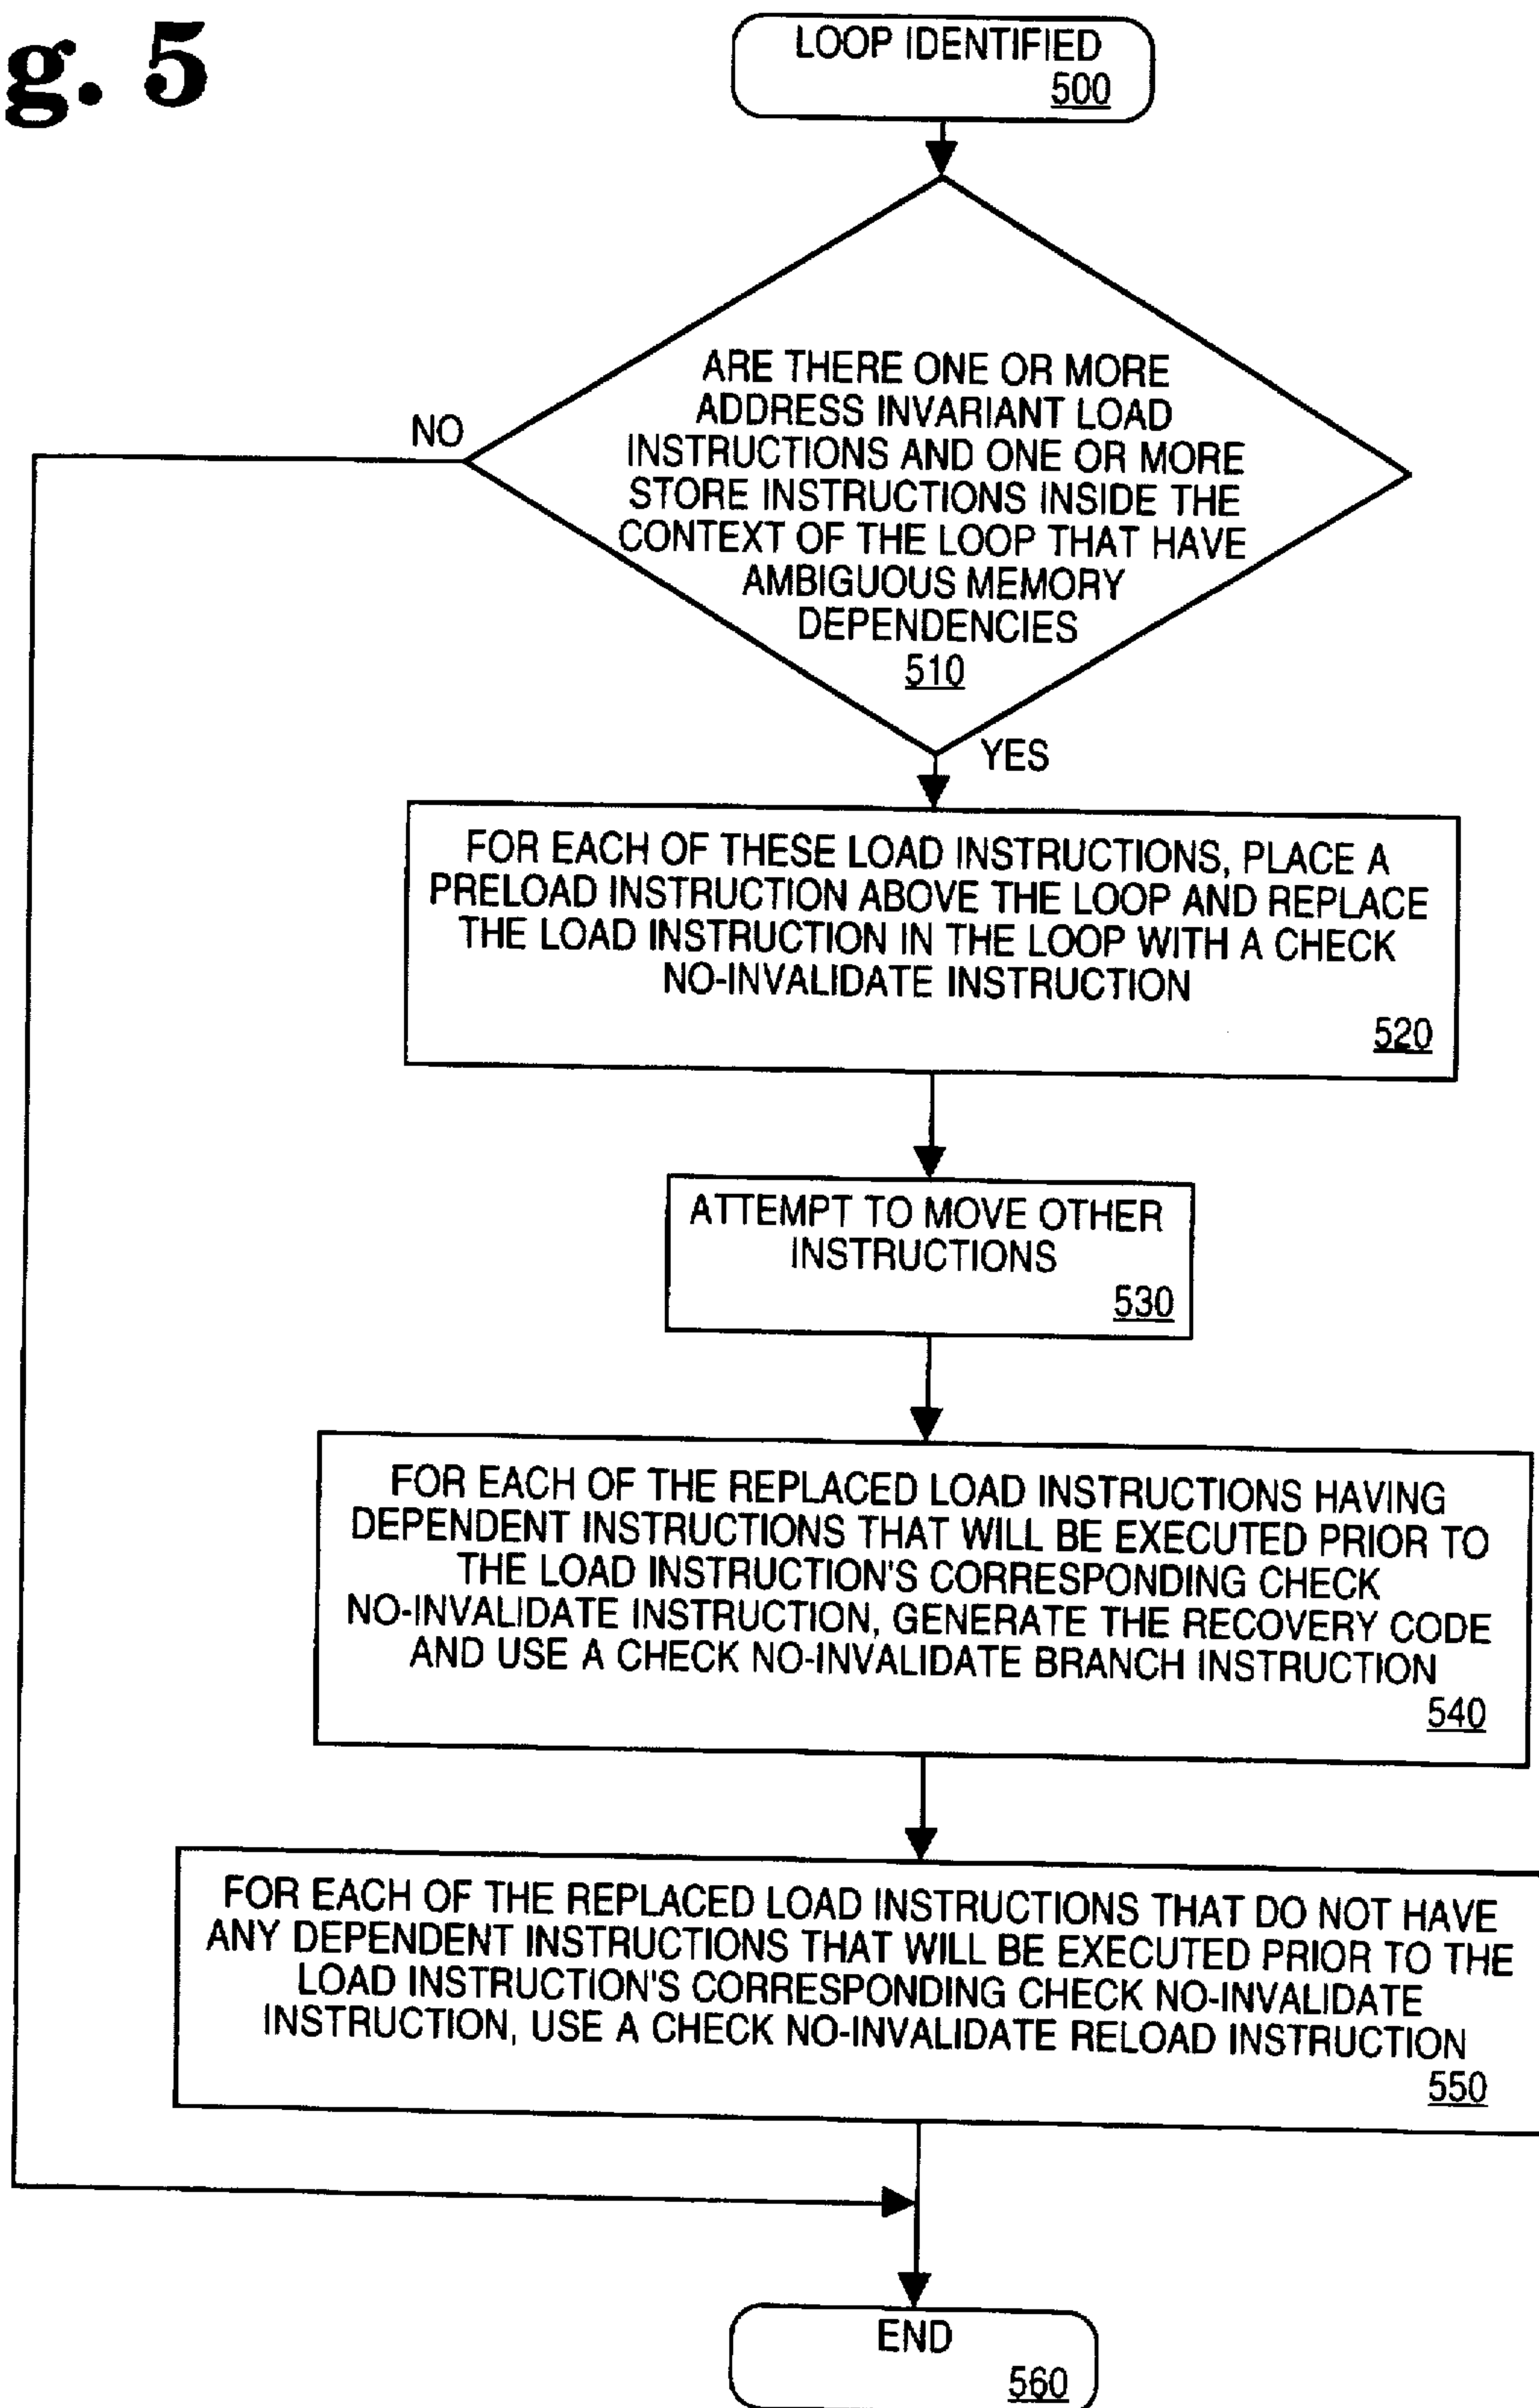 g. 5
LOOP IDENTIFIED
500
ARE THERE ONE OR MORE
ADDRESS INVARIANT LOAD
INSTRUCTIONS AND ONE OR MORE
STORE INSTRUCTIONS INSIDE THE
CONTEXT OF THE LOOP THAT HAVE
AMBIGUOUS MEMORY
DEPENDENCIES
510
NO
YES
FOR EACH OF THESE LOAD INSTRUCTIONS, PLACE A
PRELOAD INSTRUCTION ABOVE THE LOOP AND REPLACE
THE LOAD INSTRUCTION IN THE LOOP WITH A CHECK
NO-INVALIDATE INSTRUCTION
520
ATTEMPT TO MOVE OTHER
INSTRUCTIONS
530
FOR EACH OF THE REPLACED LOAD INSTRUCTIONS HAVING
DEPENDENT INSTRUCTIONS THAT WILL BE EXECUTED PRIOR TO
THE LOAD INSTRUCTION'S CORRESPONDING CHECK
NO-INVALIDATE INSTRUCTION, GENERATE THE RECOVERY CODE
AND USE A CHECK NO-INVALIDATE BRANCH INSTRUCTION
540
FOR EACH OF THE REPLACED LOAD INSTRUCTIONS THAT DO NOT HAVE
ANY DEPENDENT INSTRUCTIONS THAT WILL BE EXECUTED PRIOR TO THE
LOAD INSTRUCTION'S CORRESPONDING CHECK NO-INVALIDATE
INSTRUCTION, USE A CHECK NO-INVALIDATE RELOAD INSTRUCTION
550
END
560